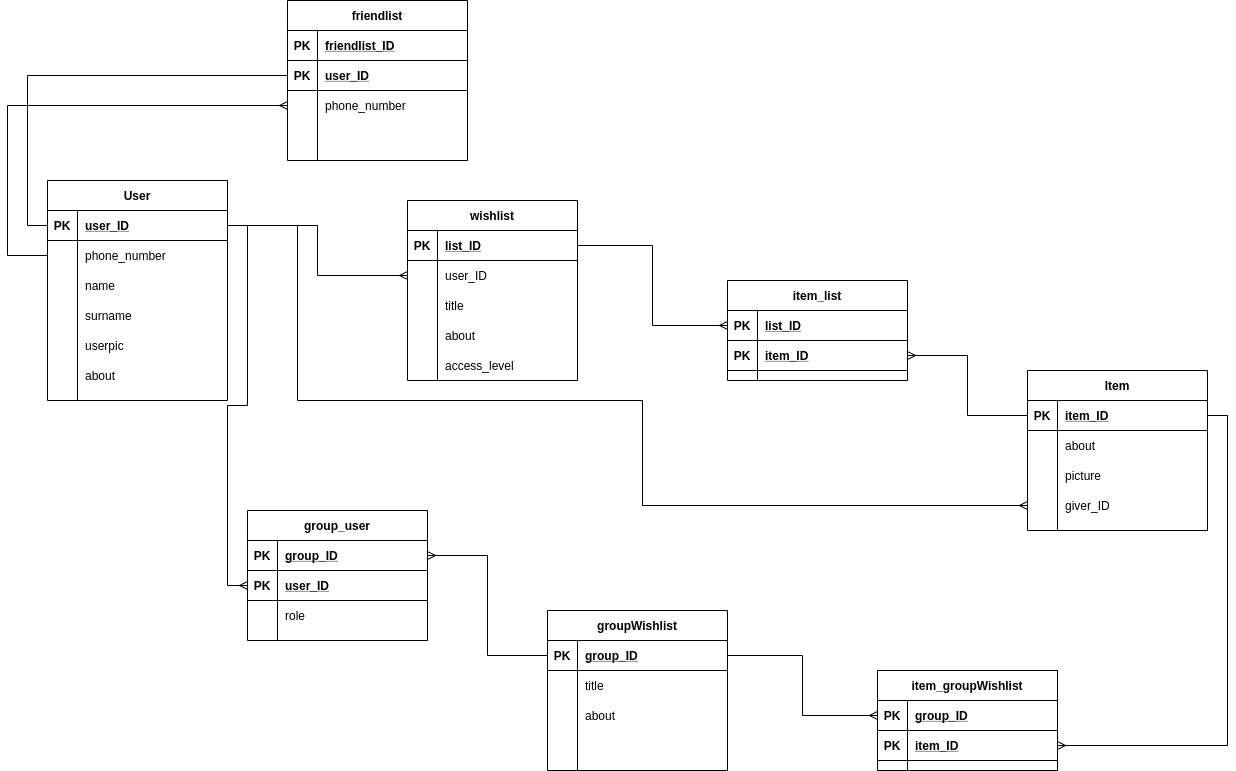 friendlist
PK friendlist_ID
PK user_ID
phone_number
User
PK user_ID
phone_number
name
surname
userpic
about
wishlist
PK list_ID
user_ID
title
about
access_level
item_list
PK list_ID
PK item_ID
Item
PK item_ID
about
picture
giver_ID
group_user
PK group_ID
PK user_ID
role
groupWishlist
PK group_ID
title
about
item_groupWishlist
PK group_ID
PK item_ID